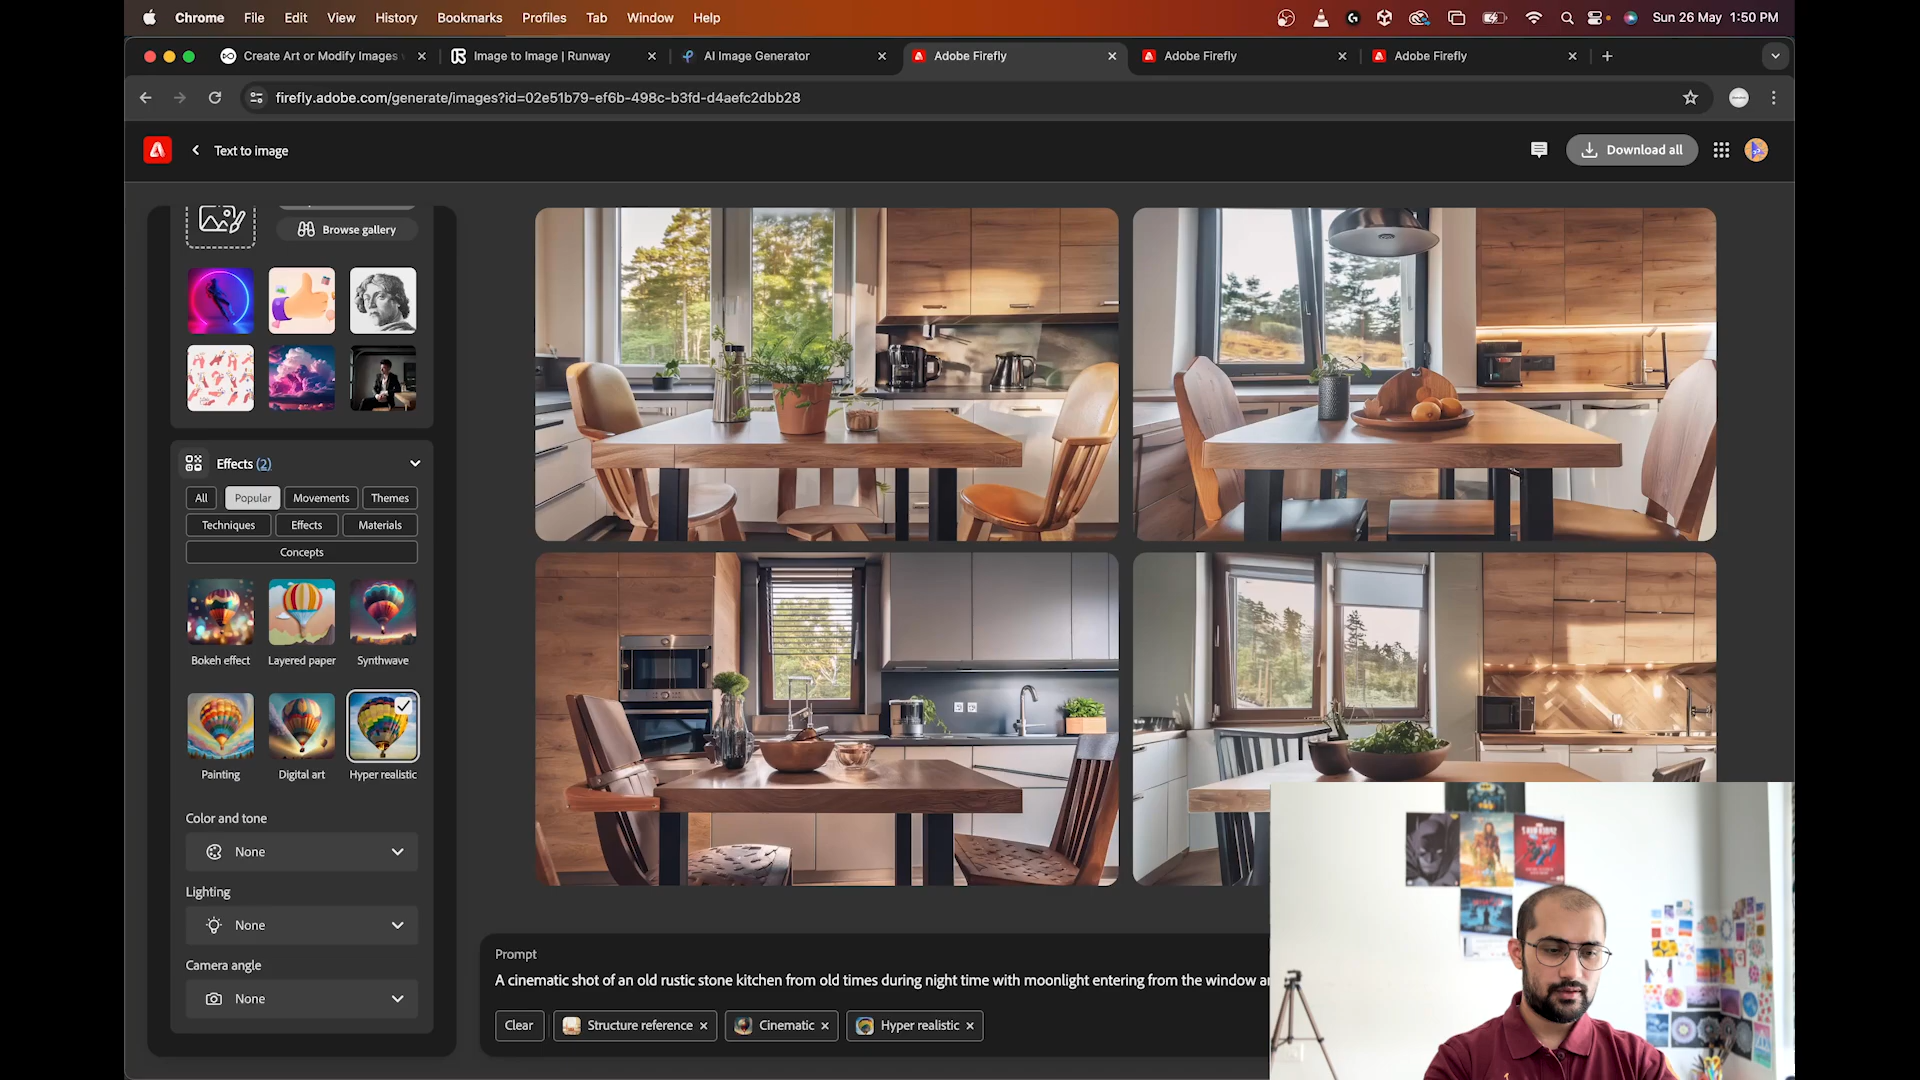 Chrome File Edit View History Bookmarks Profiles Tab Window Help Sun 26 May 1:50 PM
Create Art or Modify Images Image to Image | Runway AI Image Generator Adobe Firefly Adobe Firefly Adobe Firefly
firefly.adobe.com/generate/images?id=02e51b79-ef6b-498c-b3fd-d4aefc2dbb28
Text to image Download all
Browse gallery
Effects (2)
All Popular Movements Themes
Techniques Effects Materials
Concepts
Bokeh effect Layered paper Synthwave
Painting Digital art Hyper realistic
Color and tone
None
Lighting
None
Camera angle
None
Prompt
A cinematic shot of an old rustic stone kitchen from old times during night time with moonlight entering from the window
Clear Structure reference Cinematic Hyper realistic